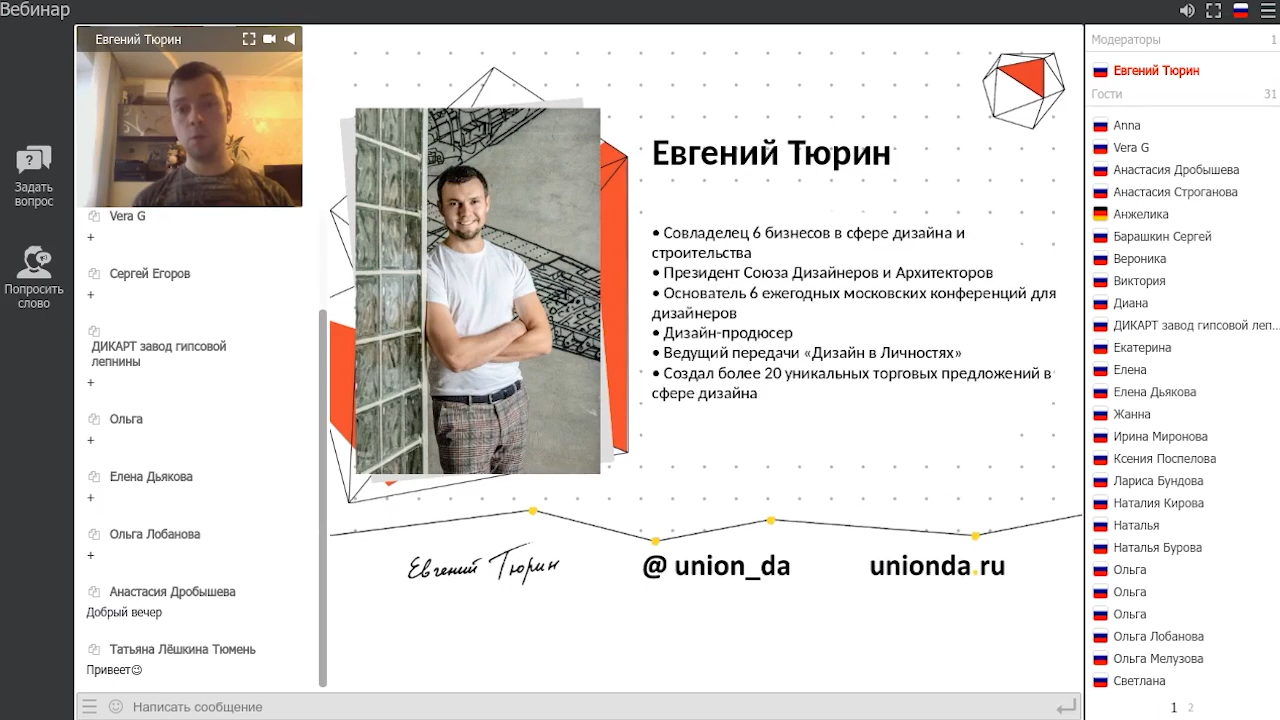 Вебинар
Задать
вопрос
Попросить
слово
Евгений Тюрин
Vera G
+
Сергей Егоров
+
ДИКАРТ завод гипсовой
лепнины
+
Ольга
+
Елена Дьякова
+
Ольга Лобанова
+
Анастасия Дробышева
Добрый вечер
Татьяна Лёшкина Тюмень
Привеет☺
Написать сообщение
Евгений Тюрин
• Совладелец 6 бизнесов в сфере дизайна и
строительства
• Президент Союза Дизайнеров и Архитекторов
• Основатель 6 ежегодных московских конференций для
дизайнеров
• Дизайн-продюсер
• Ведущий передачи «Дизайн в Личностях»
• Создал более 20 уникальных торговых предложений в
сфере дизайна
Евгений Тюрин
@ union_da
unionda.ru
Модераторы 1
Евгений Тюрин
Гости 31
Anna
Vera G
Анастасия Дробышева
Анастасия Строганова
Анжелика
Барашкин Сергей
Вероника
Виктория
Диана
ДИКАРТ завод гипсовой леп...
Екатерина
Елена
Елена Дьякова
Жанна
Ирина Миронова
Ксения Поспелова
Лариса Бундова
Наталия Кирова
Наталья
Наталья Бурова
Ольга
Ольга
Ольга
Ольга Лобанова
Ольга Мелузова
Светлана
1 2